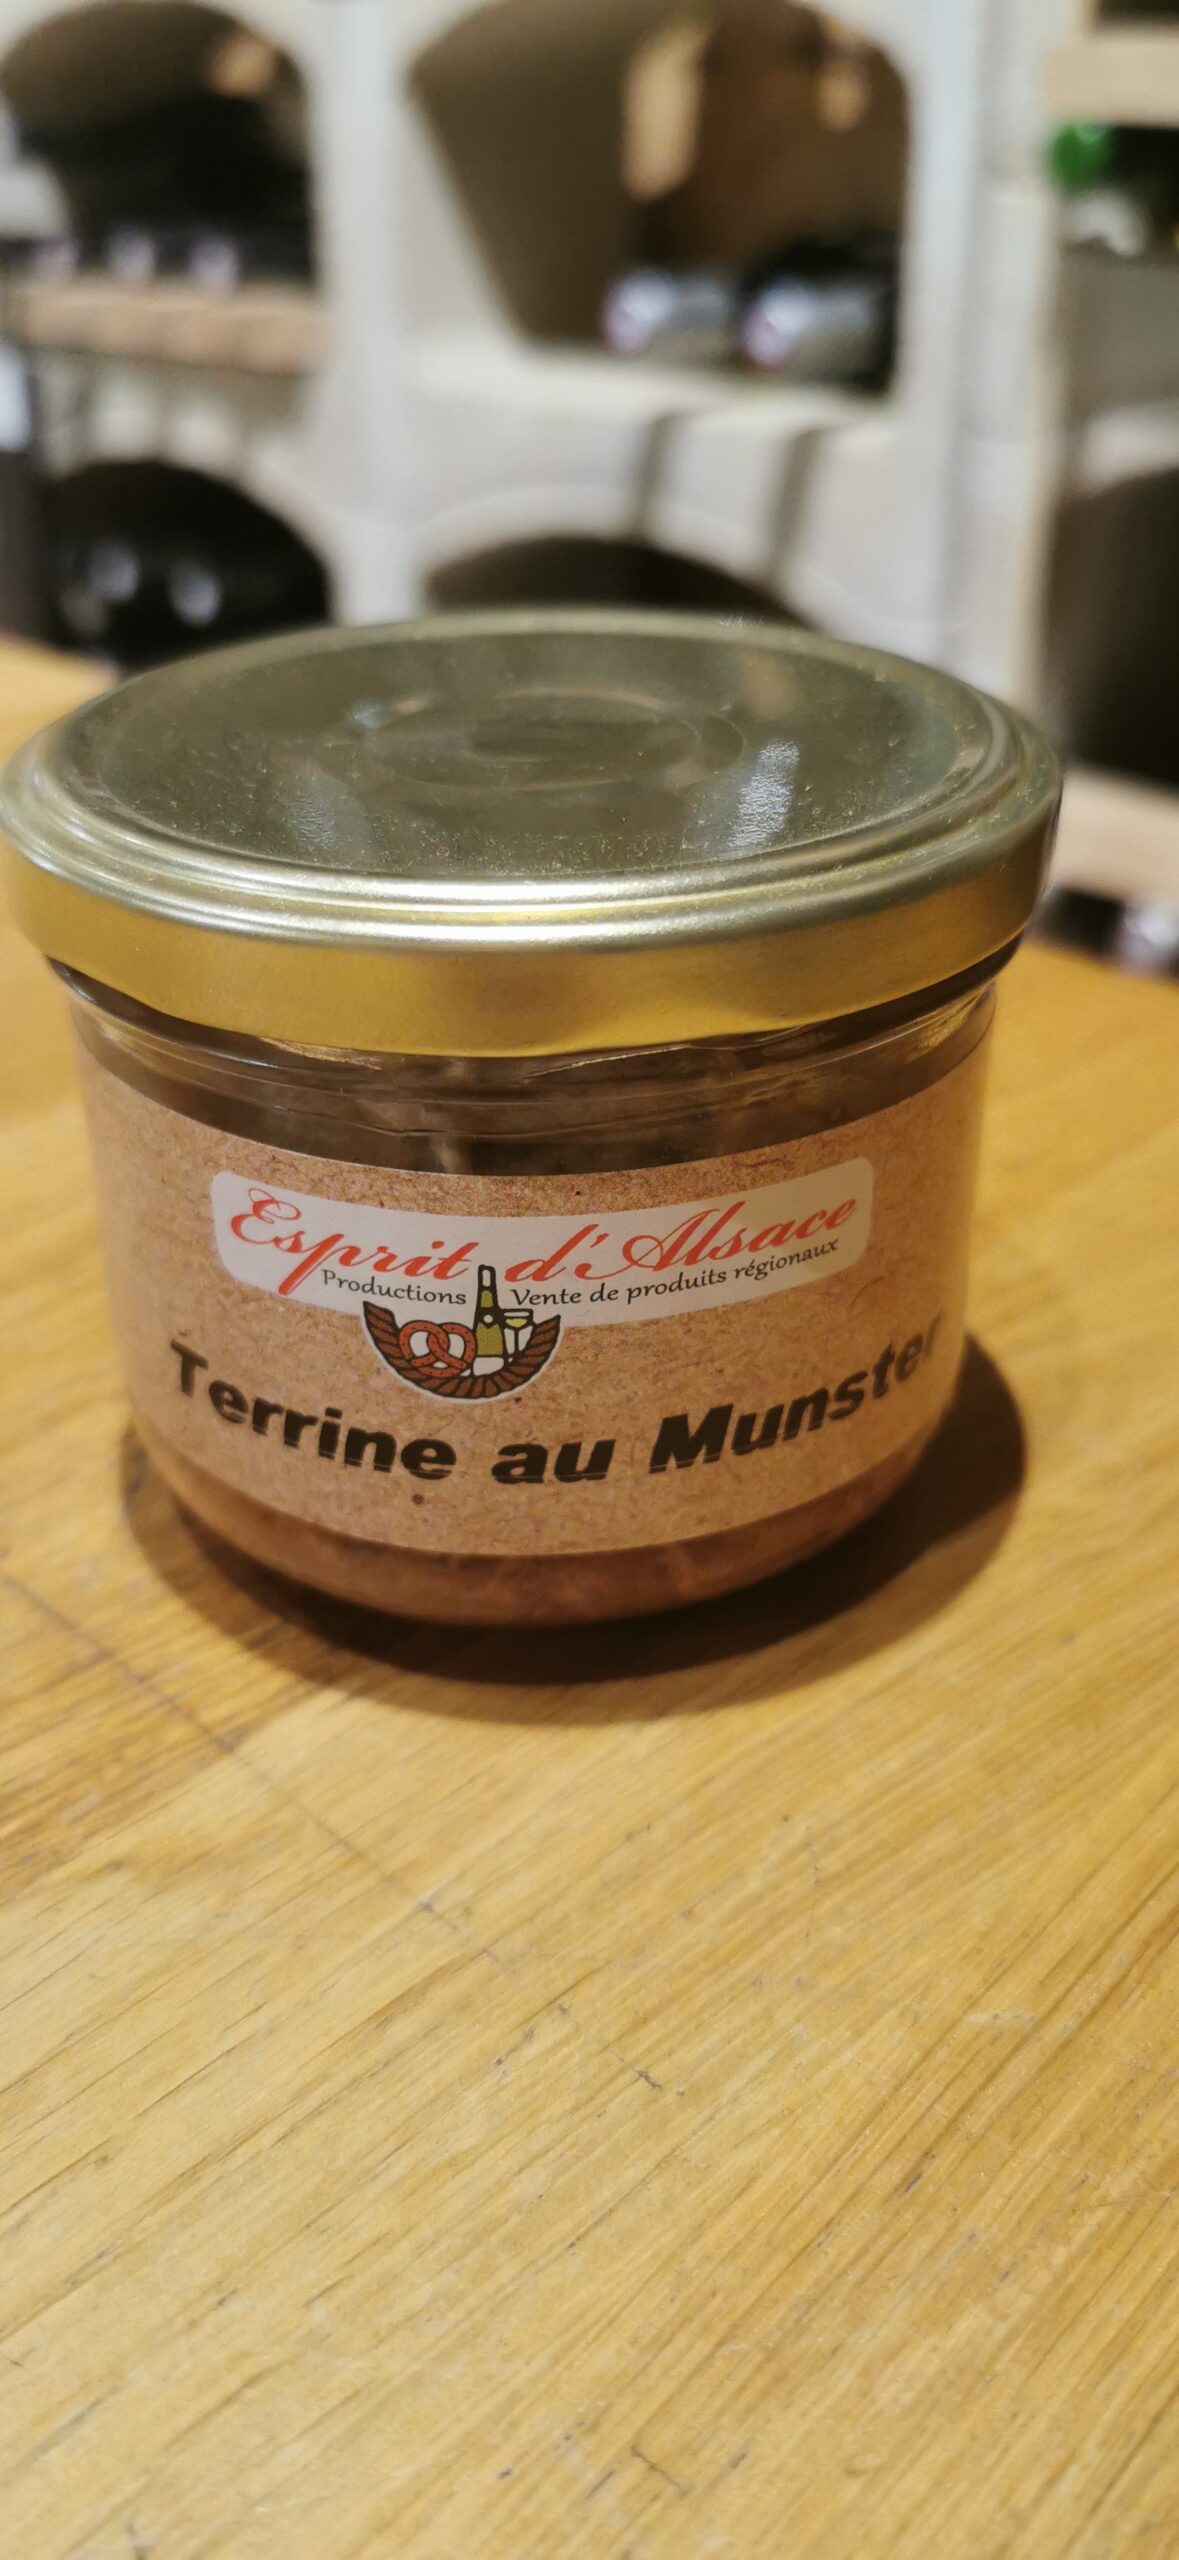 Esprit d'Alsace
Productions Vente de produits régionaux
Terrine au Munster